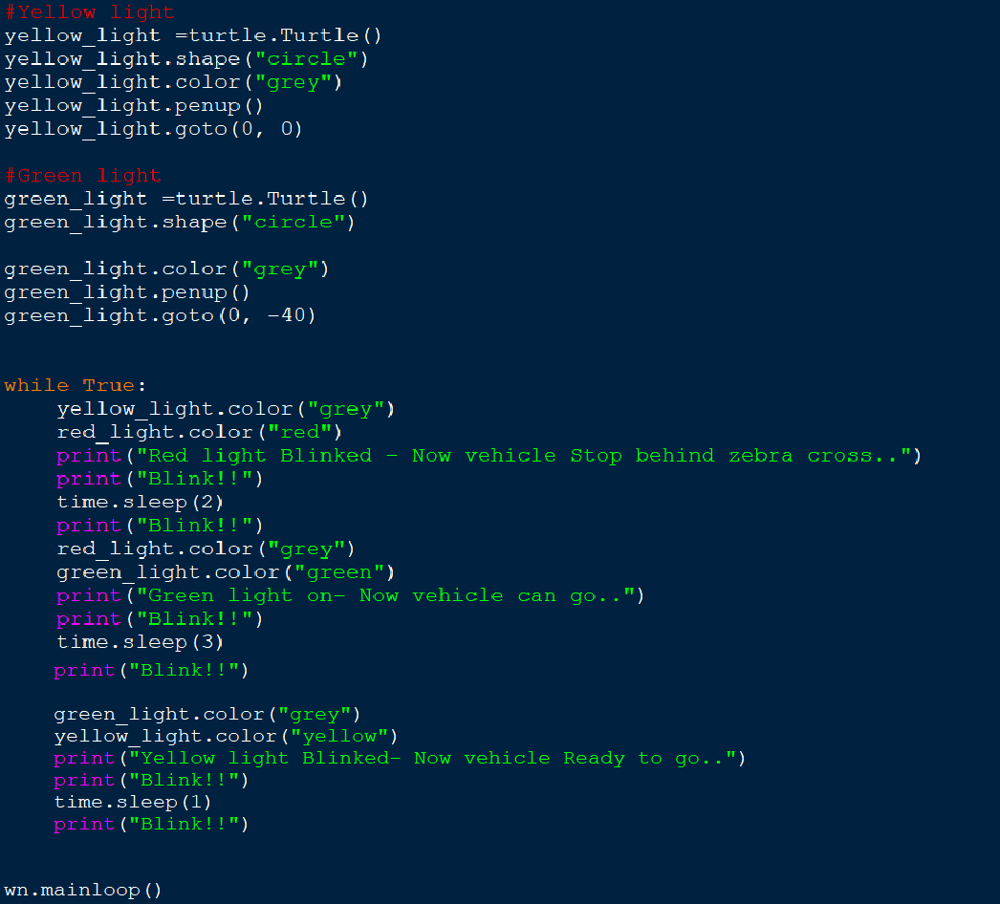 #Yellow light
yellow_light =turtle.Turtle()
yellow_light.shape("circle")
yellow_light.color("grey")
yellow_light.penup()
yellow_light.goto(0, 0)

#Green light
green_light =turtle.Turtle()
green_light.shape("circle")

green_light.color("grey")
green_light.penup()
green_light.goto(0, -40)


while True:
    yellow_light.color("grey")
    red_light.color("red")
    print("Red light Blinked - Now vehicle Stop behind zebra cross..")
    print("Blink!!")
    time.sleep(2)
    print("Blink!!")
    red_light.color("grey")
    green_light.color("green")
    print("Green light on- Now vehicle can go..")
    print("Blink!!")
    time.sleep(3)
    print("Blink!!")

    green_light.color("grey")
    yellow_light.color("yellow")
    print("Yellow light Blinked- Now vehicle Ready to go..")
    print("Blink!!")
    time.sleep(1)
    print("Blink!!")


wn.mainloop()